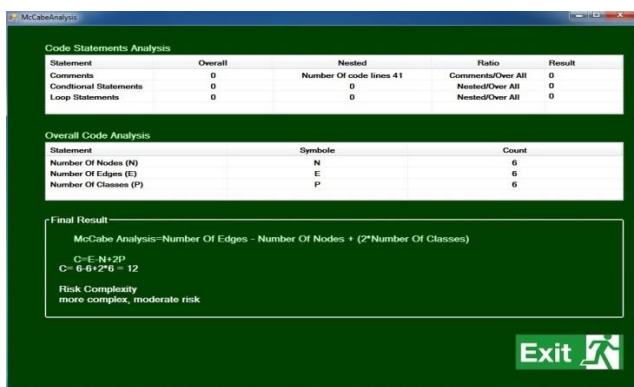 McCabeAnalysis
Code Statements Analysis
Statement Overall Nested Ratio Result
Comments 0 Number Of code lines 41 Comments/Over All 0
Condtional Statements 0 0 Nested/Over All 0
Loop Statements 0 0 Nested/Over All 0
Overall Code Analysis
Statement Symbole Count
Number Of Nodes (N) N 6
Number Of Edges (E) E 6
Number Of Classes (P) P 6
Final Result
McCabe Analysis=Number Of Edges - Number Of Nodes + (2*Number Of Classes)
C=E-N+2P
C= 6-6+2*6 = 12
Risk Complexity
more complex, moderate risk
Exit